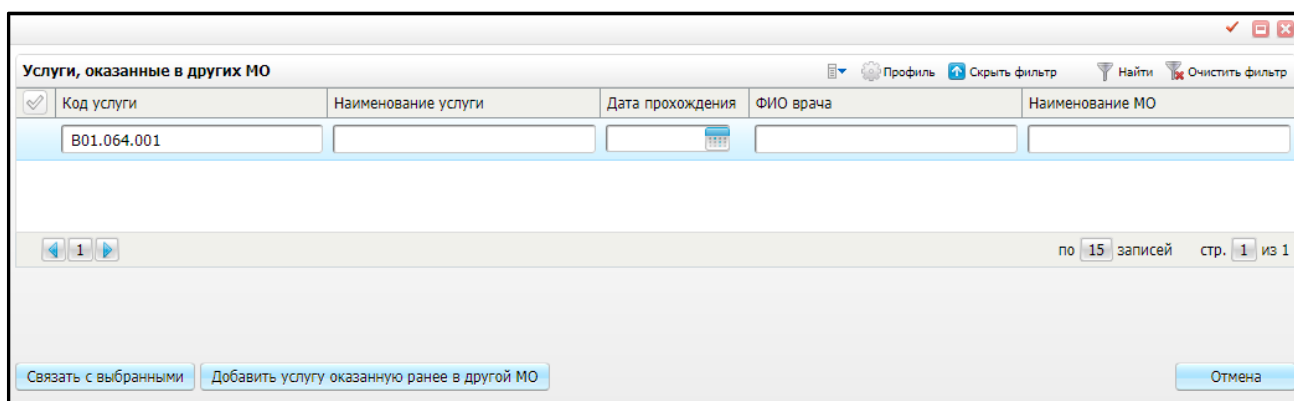 Услуги, оказанные в других МО Профиль Скрыть фильтр Найти Очистить фильтр
Код услуги Наименование услуги Дата прохождения ФИО врача Наименование МО
B01.064.001
1 по 15 записей стр. 1 из 1
Связать с выбранными Добавить услугу оказанную ранее в другой МО Отмена